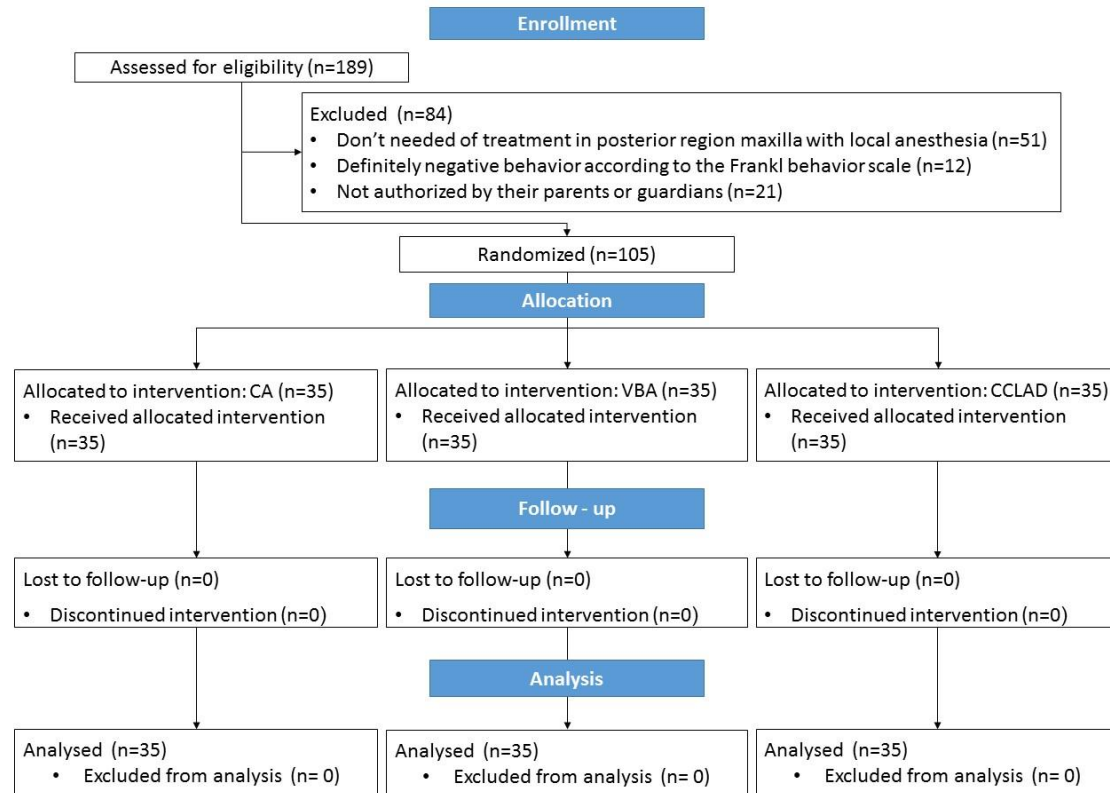 Enrollment
Assessed for eligibility (n=189)
Excluded (n=84)
• Don’t needed of treatment in posterior region maxilla with local anesthesia (n=51)
• Definitely negative behavior according to the Frankl behavior scale (n=12)
• Not authorized by their parents or guardians (n=21)
Randomized (n=105)
Allocation
Allocated to intervention: CA (n=35)
• Received allocated intervention
(n=35)
Allocated to intervention: VBA (n=35)
• Received allocated intervention
(n=35)
Allocated to intervention: CCLAD (n=35)
• Received allocated intervention
(n=35)
Follow - up
Lost to follow-up (n=0)
• Discontinued intervention (n=0)
Lost to follow-up (n=0)
• Discontinued intervention (n=0)
Lost to follow-up (n=0)
• Discontinued intervention (n=0)
Analysis
Analysed (n=35)
• Excluded from analysis (n= 0)
Analysed (n=35)
• Excluded from analysis (n= 0)
Analysed (n=35)
• Excluded from analysis (n= 0)